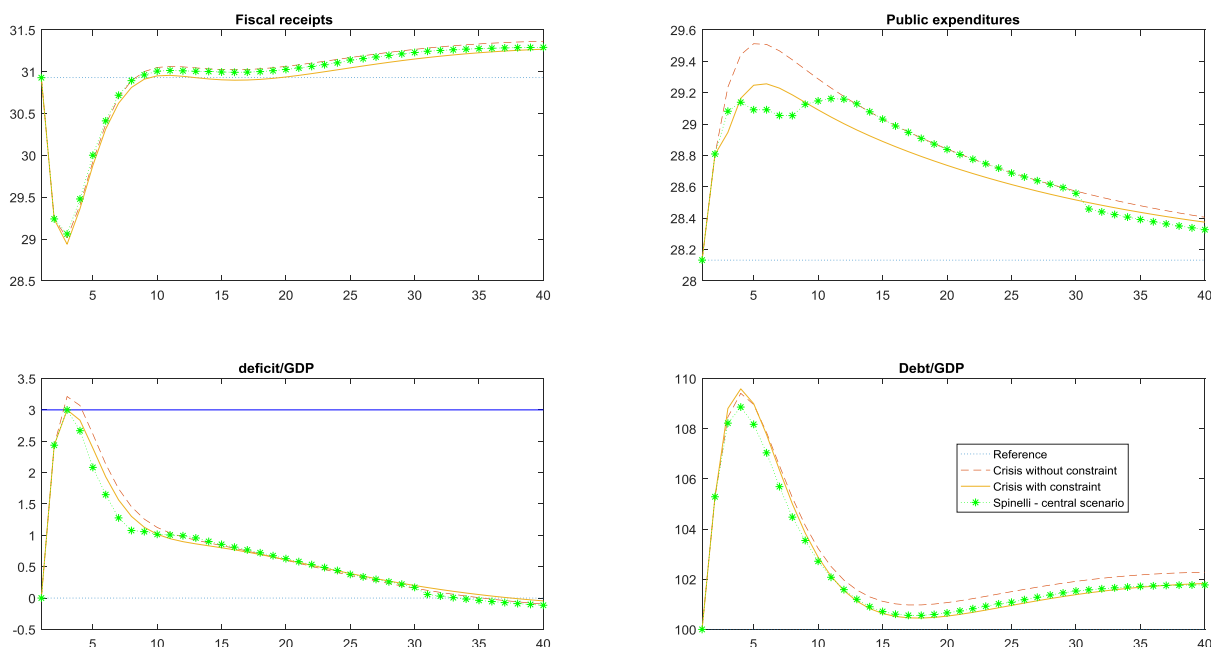 Fiscal receipts
31.5
31
30.5
30
29.5
29
28.5
5 10 15 20 25 30 35 40
Public expenditures
29.6
29.4
29.2
29
28.8
28.6
28.4
28.2
28
5 10 15 20 25 30 35 40
deficit/GDP
3.5
3
2.5
2
1.5
1
0.5
0
-0.5
5 10 15 20 25 30 35 40
Debt/GDP
110
108
106
104
102
100
5 10 15 20 25 30 35 40
Reference
Crisis without constraint
Crisis with constraint
Spinelli - central scenario